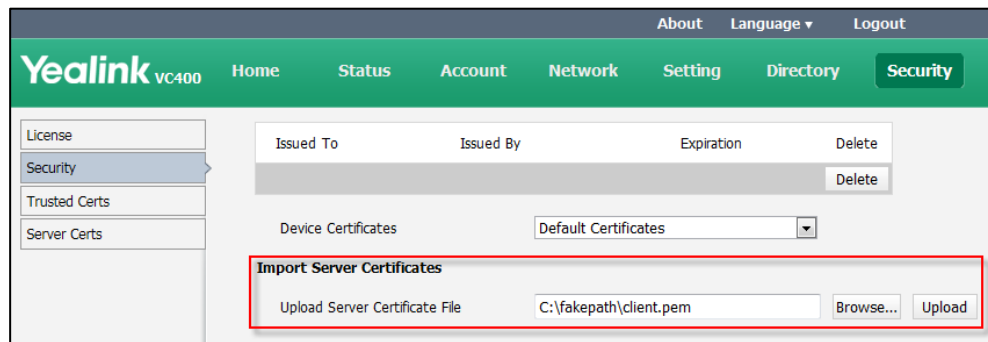 About Language ▾ Logout
Yealink VC400 Home Status Account Network Setting Directory Security
License
Security
Trusted Certs
Server Certs
Issued To Issued By Expiration Delete
Delete
Device Certificates Default Certificates
Import Server Certificates
Upload Server Certificate File C:\fakepath\client.pem Browse... Upload